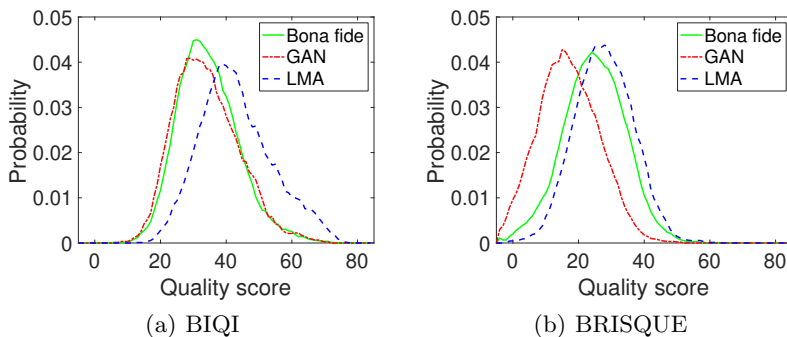 0.05
0.04
0.03
0.02
0.01
0
Probability
Bona fide
GAN
LMA
0 20 40 60 80
Quality score
(a) BIQI
0.05
0.04
0.03
0.02
0.01
0
Probability
Bona fide
GAN
LMA
0 20 40 60 80
Quality score
(b) BRISQUE